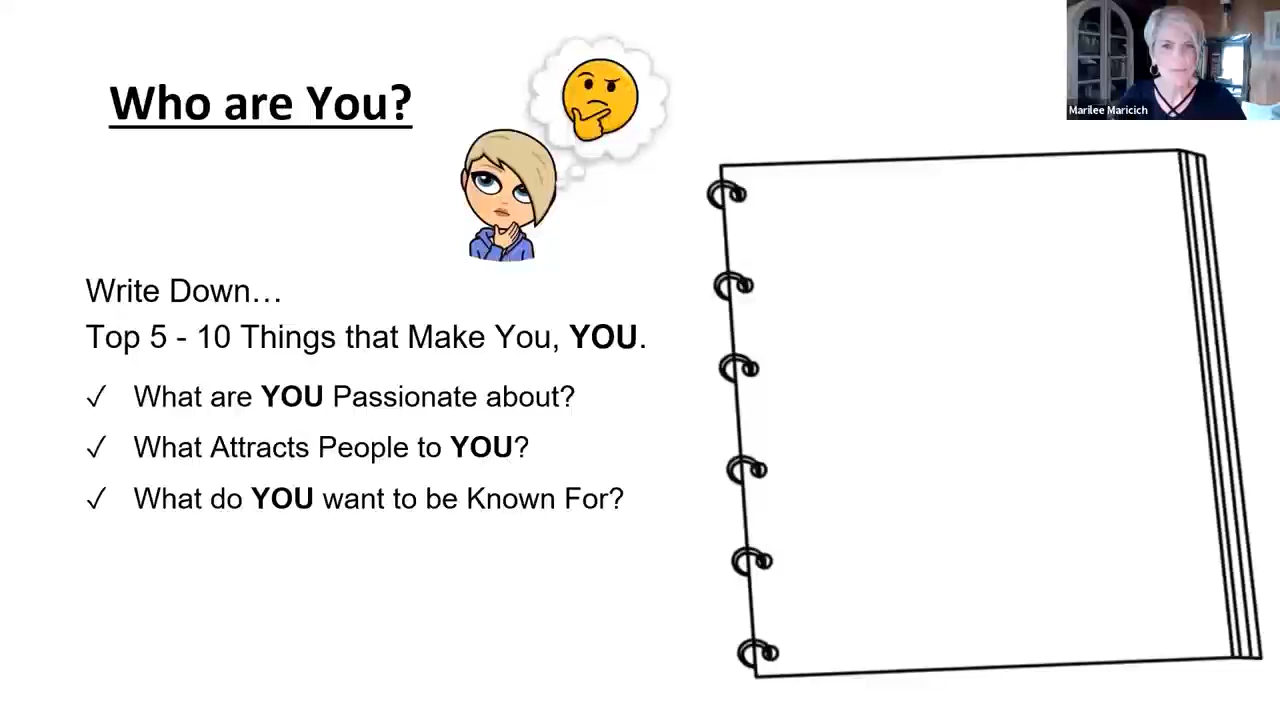 Who are You?
Marilee Maricich
Write Down…
Top 5 - 10 Things that Make You, YOU.
✓ What are YOU Passionate about?
✓ What Attracts People to YOU?
✓ What do YOU want to be Known For?